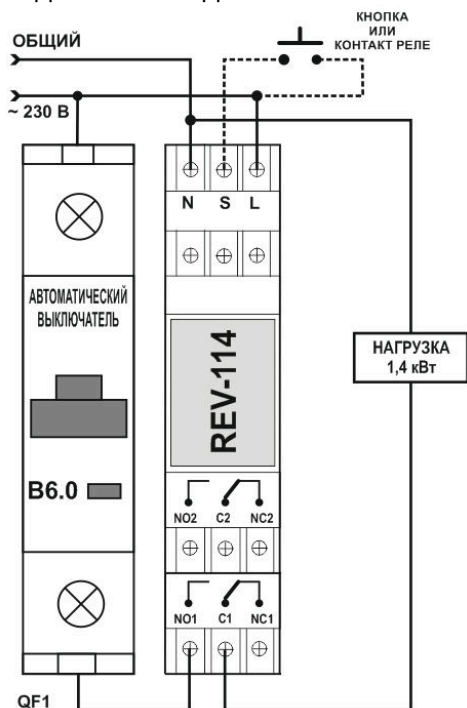 КНОПКА
ИЛИ
КОНТАКТ РЕЛЕ
ОБЩИЙ
~ 230 В
N S L
АВТОМАТИЧЕСКИЙ
ВЫКЛЮЧАТЕЛЬ
REV-114
НАГРУЗКА
1,4 кВт
B6.0
NO2 C2 NC2
NO1 C1 NC1
QF1